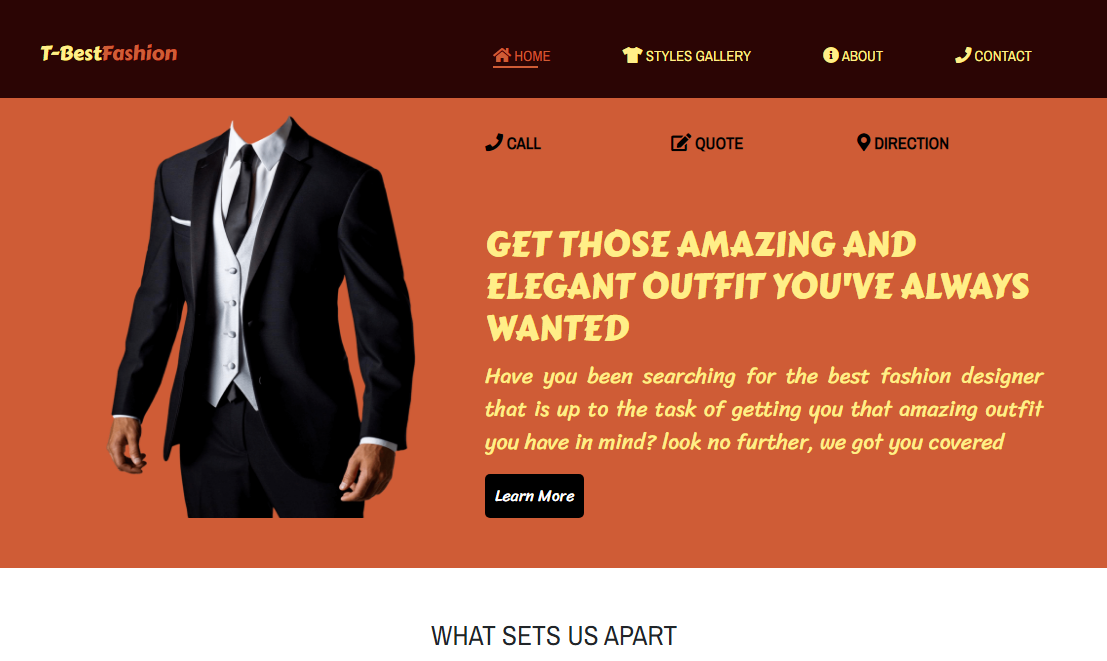 T-BestFashion
HOME
STYLES GALLERY
ABOUT
CONTACT
CALL
QUOTE
DIRECTION
GET THOSE AMAZING AND
ELEGANT OUTFIT YOU'VE ALWAYS
WANTED
Have you been searching for the best fashion designer
that is up to the task of getting you that amazing outfit
you have in mind? look no further, we got you covered
Learn More
WHAT SETS US APART